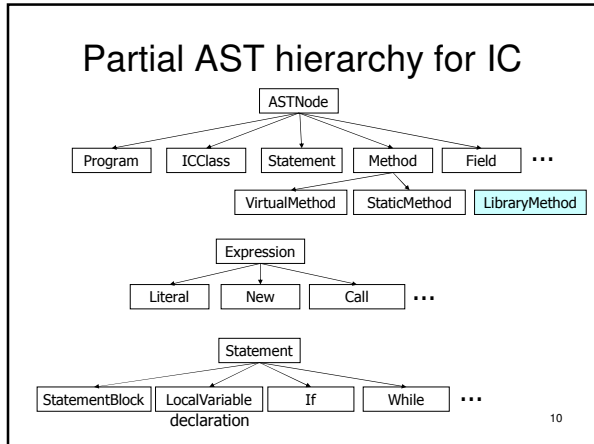 Partial AST hierarchy for IC
ASTNode
Program ICClass Statement Method Field ...
VirtualMethod StaticMethod LibraryMethod
Expression
Literal New Call ...
Statement
StatementBlock LocalVariable If While ...
declaration
10